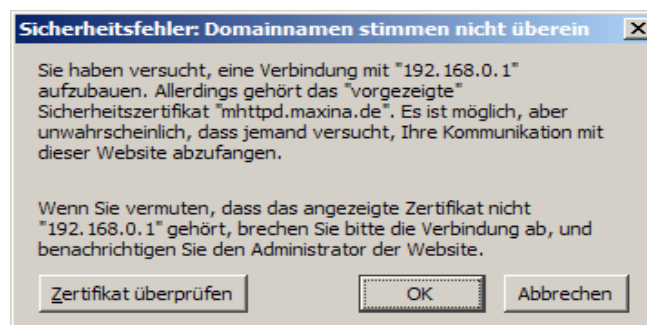 Sicherheitsfehler: Domainnamen stimmen nicht überein
Sie haben versucht, eine Verbindung mit "192.168.0.1"
aufzubauen. Allerdings gehört das "vorgezeigte"
Sicherheitszertifikat "mhttpd.maxina.de". Es ist möglich, aber
unwahrscheinlich, dass jemand versucht, Ihre Kommunikation mit
dieser Website abzufangen.
Wenn Sie vermuten, dass das angezeigte Zertifikat nicht
"192.168.0.1" gehört, brechen Sie bitte die Verbindung ab, und
benachrichtigen Sie den Administrator der Website.
Zertifikat überprüfen OK Abbrechen